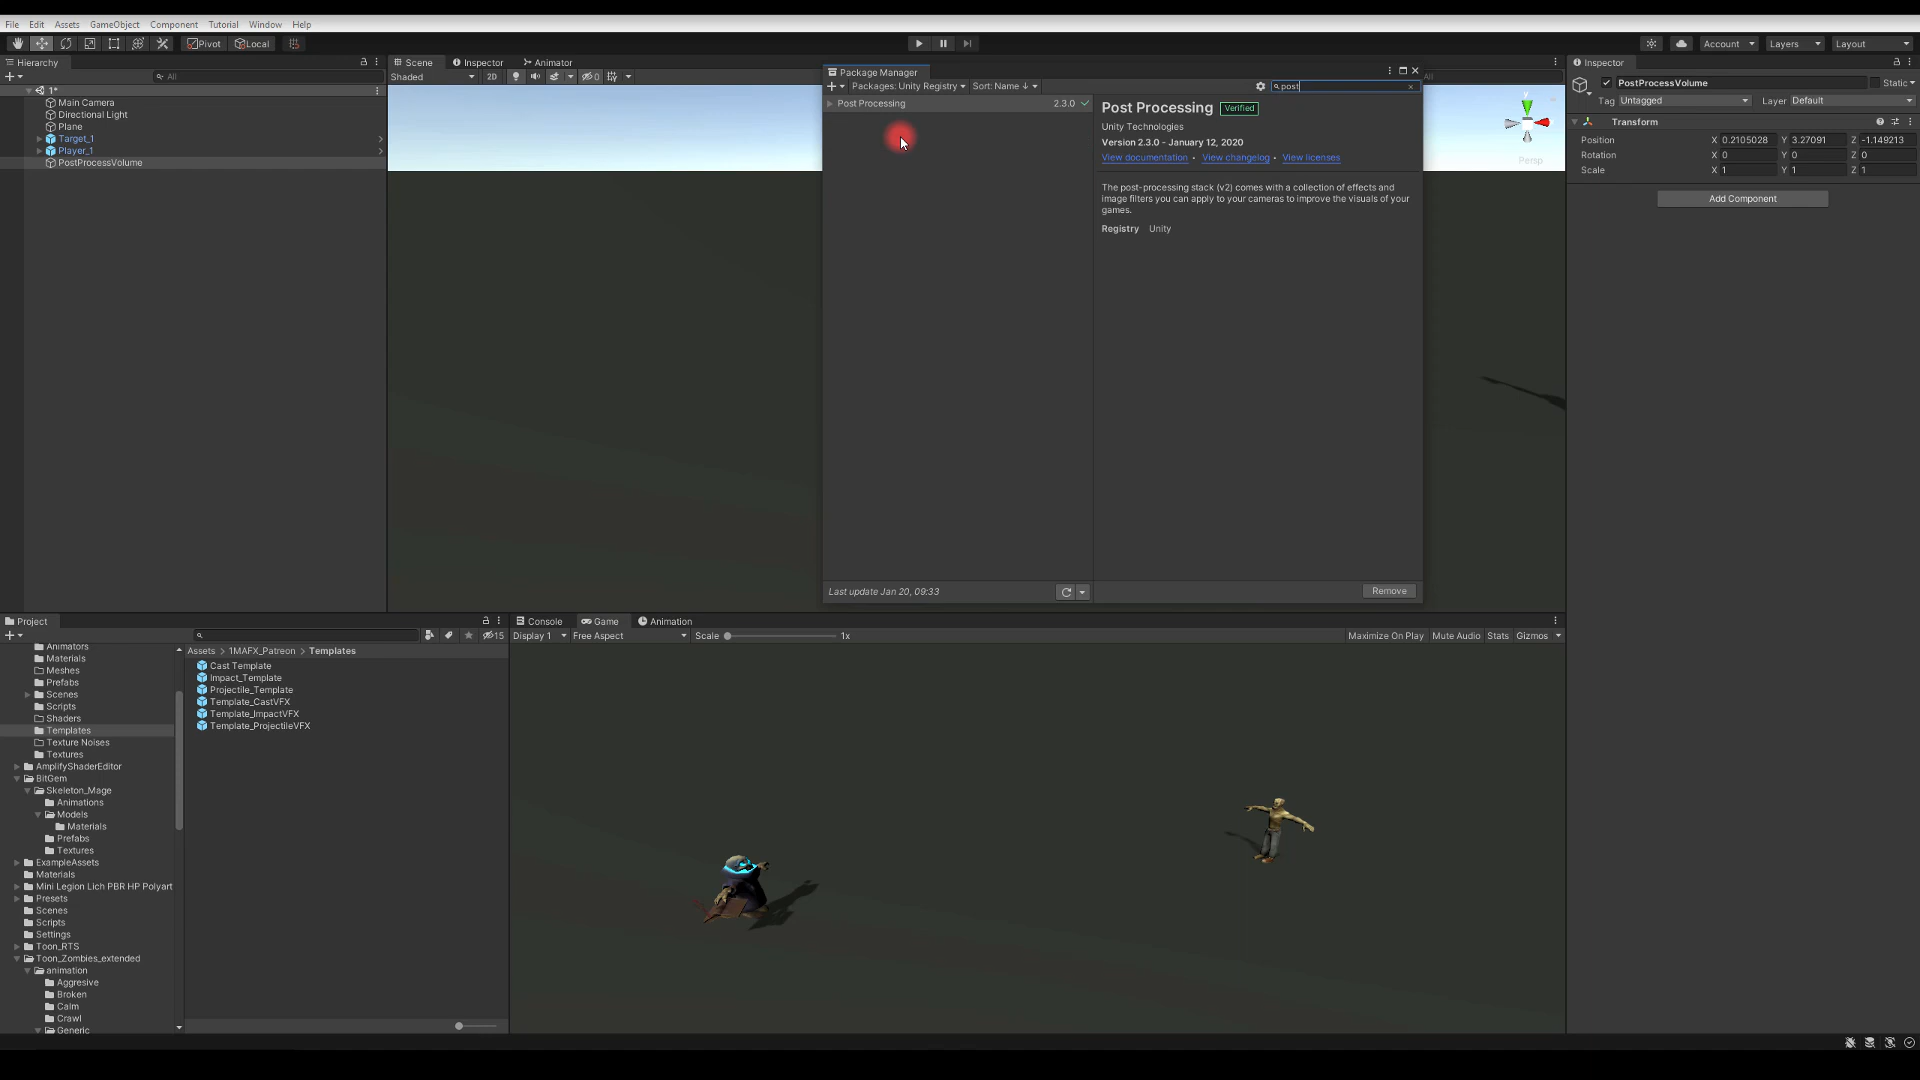 File Edit Assets GameObject Component Tutorial Window Help
Pivot Local Account Layers Layout
Hierarchy
All
1*
Main Camera
Directional Light
Plane
Target_1
Player_1
PostProcessVolume
Scene Inspector Animator
Shaded 2D 0
All
Persp
Package Manager
Packages: Unity Registry Sort: Name ↓ post
Post Processing 2.3.0
Last update Jan 20, 09:33
Post Processing Verified
Unity Technologies
Version 2.3.0 - January 12, 2020
View documentation • View changelog • View licenses
The post-processing stack (v2) comes with a collection of effects and
image filters you can apply to your cameras to improve the visuals of your
games.
Registry Unity
Remove
Inspector
PostProcessVolume Static
Tag Untagged Layer Default
Transform
Position X 0.2105028 Y 3.27091 Z -1.149213
Rotation X 0 Y 0 Z 0
Scale X 1 Y 1 Z 1
Add Component
Project
15
Animators
Materials
Meshes
Prefabs
Scenes
Scripts
Shaders
Templates
Texture Noises
Textures
AmplifyShaderEditor
BitGem
Skeleton_Mage
Animations
Models
Materials
Prefabs
Textures
ExampleAssets
Materials
Mini Legion Lich PBR HP Polyart
Presets
Scenes
Scripts
Settings
Toon_RTS
Toon_Zombies_extended
animation
Aggresive
Broken
Calm
Crawl
Generic
Assets > 1MAFX_Patreon > Templates
Cast Template
Impact_Template
Projectile_Template
Template_CastVFX
Template_ImpactVFX
Template_ProjectileVFX
Console Game Animation
Display 1 Free Aspect Scale 1x Maximize On Play Mute Audio Stats Gizmos